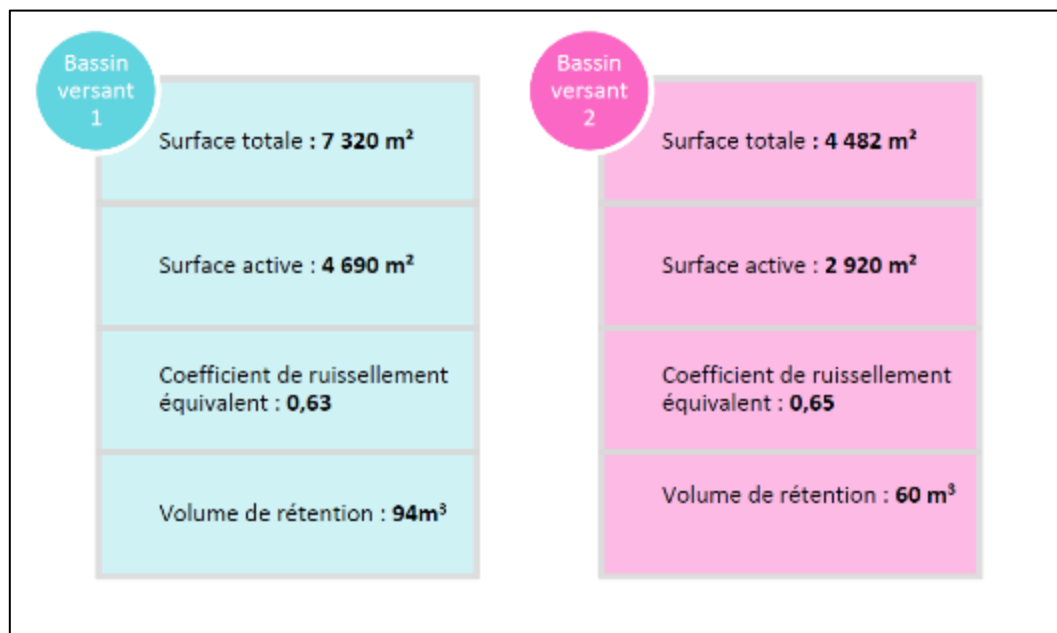 Bassin
versant
1
Surface totale : 7 320 m²
Surface active : 4 690 m²
Coefficient de ruissellement
équivalent : 0,63
Volume de rétention : 94m³
Bassin
versant
2
Surface totale : 4 482 m²
Surface active : 2 920 m²
Coefficient de ruissellement
équivalent : 0,65
Volume de rétention : 60 m³